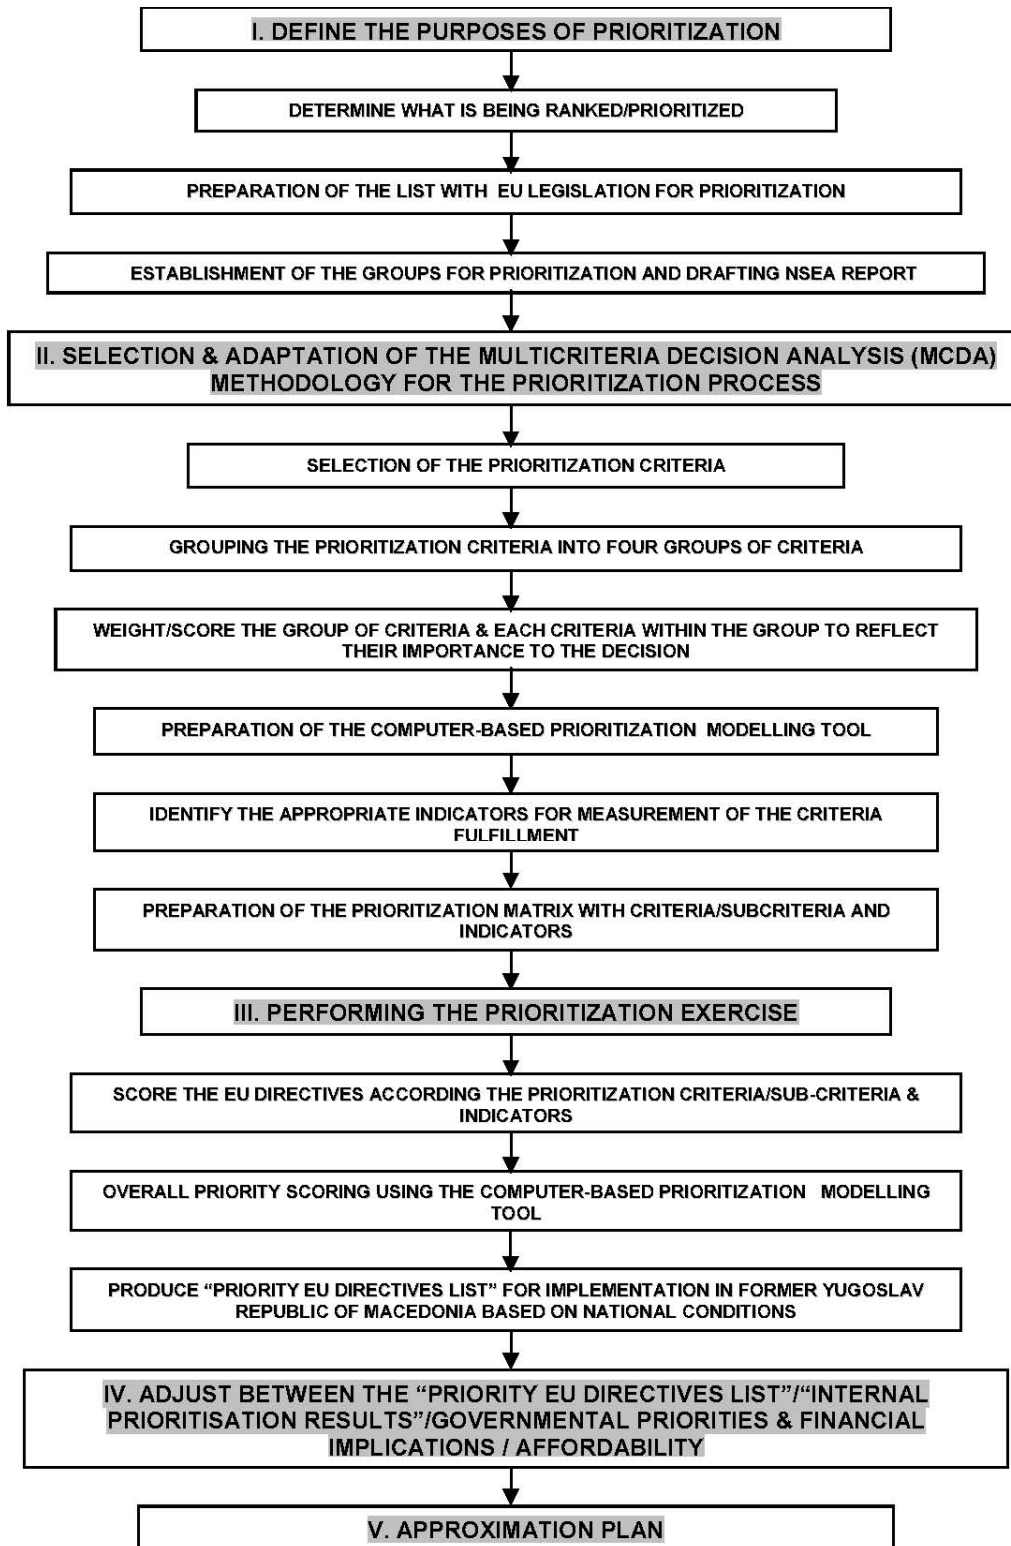 I. DEFINE THE PURPOSES OF PRIORITIZATION
DETERMINE WHAT IS BEING RANKED/PRIORITIZED
PREPARATION OF THE LIST WITH EU LEGISLATION FOR PRIORITIZATION
ESTABLISHMENT OF THE GROUPS FOR PRIORITIZATION AND DRAFTING NSEA REPORT
II. SELECTION & ADAPTATION OF THE MULTICRITERIA DECISION ANALYSIS (MCDA)
METHODOLOGY FOR THE PRIORITIZATION PROCESS
SELECTION OF THE PRIORITIZATION CRITERIA
GROUPING THE PRIORITIZATION CRITERIA INTO FOUR GROUPS OF CRITERIA
WEIGHT/SCORE THE GROUP OF CRITERIA & EACH CRITERIA WITHIN THE GROUP TO REFLECT
THEIR IMPORTANCE TO THE DECISION
PREPARATION OF THE COMPUTER-BASED PRIORITIZATION MODELLING TOOL
IDENTIFY THE APPROPRIATE INDICATORS FOR MEASUREMENT OF THE CRITERIA
FULFILLMENT
PREPARATION OF THE PRIORITIZATION MATRIX WITH CRITERIA/SUBCRITERIA AND
INDICATORS
III. PERFORMING THE PRIORITIZATION EXERCISE
SCORE THE EU DIRECTIVES ACCORDING THE PRIORITIZATION CRITERIA/SUB-CRITERIA &
INDICATORS
OVERALL PRIORITY SCORING USING THE COMPUTER-BASED PRIORITIZATION MODELLING
TOOL
PRODUCE “PRIORITY EU DIRECTIVES LIST” FOR IMPLEMENTATION IN FORMER YUGOSLAV
REPUBLIC OF MACEDONIA BASED ON NATIONAL CONDITIONS
IV. ADJUST BETWEEN THE “PRIORITY EU DIRECTIVES LIST”/“INTERNAL
PRIORITISATION RESULTS”/GOVERNMENTAL PRIORITIES & FINANCIAL
IMPLICATIONS / AFFORDABILITY
V. APPROXIMATION PLAN